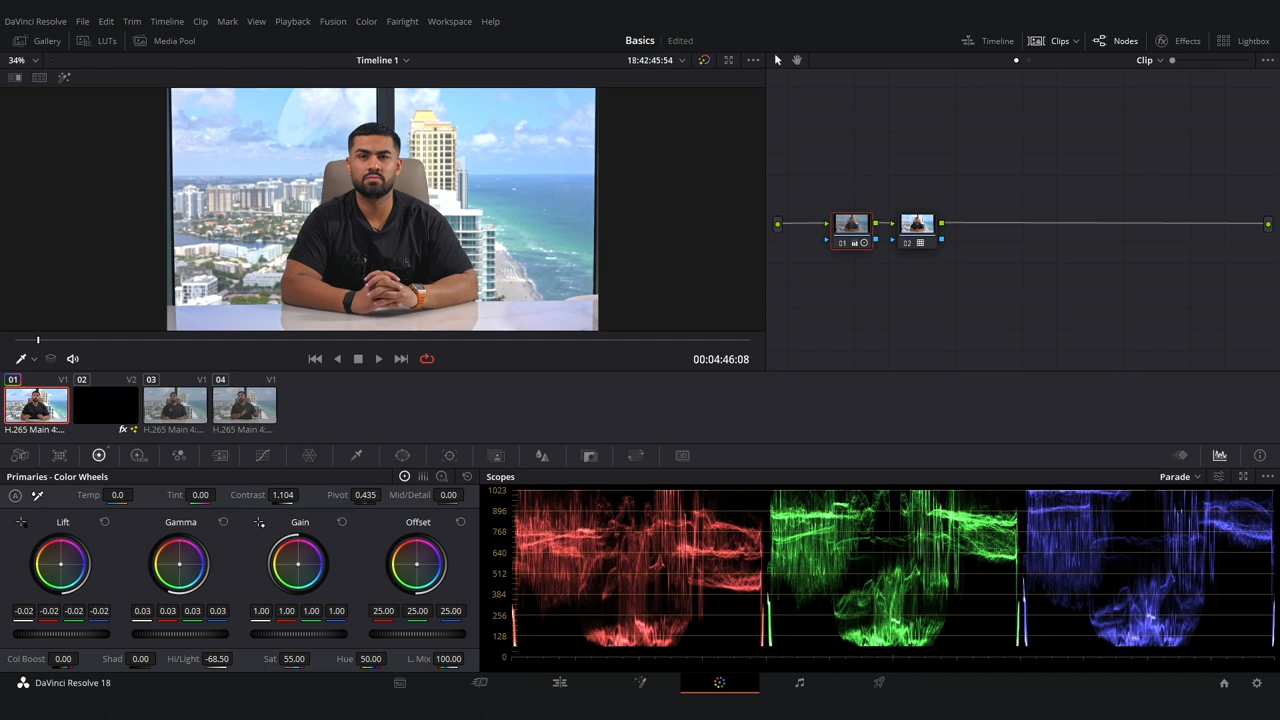 DaVinci Resolve File Edit Trim Timeline Clip Mark View Playback Fusion Color Fairlight Workspace Help
Gallery LUTs Media Pool Basics Edited Timeline Clips Nodes Effects Lightbox
34% Timeline 1 18:42:45:54 Clip
01 02
00:04:46:08
01 V1 02 V2 03 V1 04 V1
H.265 Main 4:... fx H.265 Main 4:... H.265 Main 4:...
HDR 3D
Primaries - Color Wheels Scopes Parade
A Temp 0.0 Tint 0.00 Contrast 1.104 Pivot 0.435 Mid/Detail 0.00
Lift Gamma Gain Offset
-0.02 -0.02 -0.02 -0.02 0.03 0.03 0.03 0.03 1.00 1.00 1.00 1.00 25.00 25.00 25.00
Col Boost 0.00 Shad 0.00 Hi/Light -68.50 Sat 55.00 Hue 50.00 L. Mix 100.00
1023
896
768
640
512
384
256
128
0
DaVinci Resolve 18